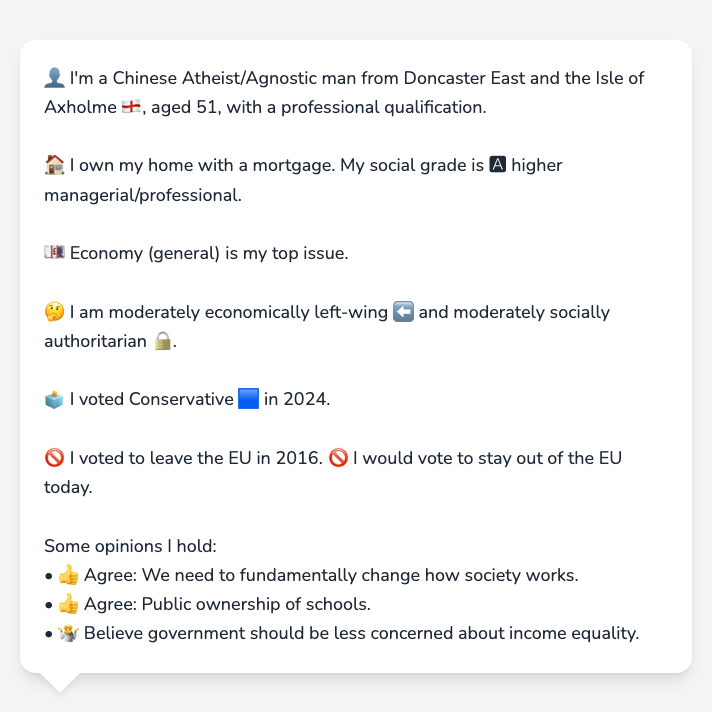 👤 I'm a Chinese Atheist/Agnostic man from Doncaster East and the Isle of
Axholme 🏴󠁧󠁢󠁥󠁮󠁧󠁿, aged 51, with a professional qualification.
🏠 I own my home with a mortgage. My social grade is 🅰 higher
managerial/professional.
💷 Economy (general) is my top issue.
🤔 I am moderately economically left-wing ⬅️ and moderately socially
authoritarian 🔒.
🗳️ I voted Conservative 🟦 in 2024.
🚫 I voted to leave the EU in 2016. 🚫 I would vote to stay out of the EU
today.
Some opinions I hold:
• 👍 Agree: We need to fundamentally change how society works.
• 👍 Agree: Public ownership of schools.
• 🤷 Believe government should be less concerned about income equality.